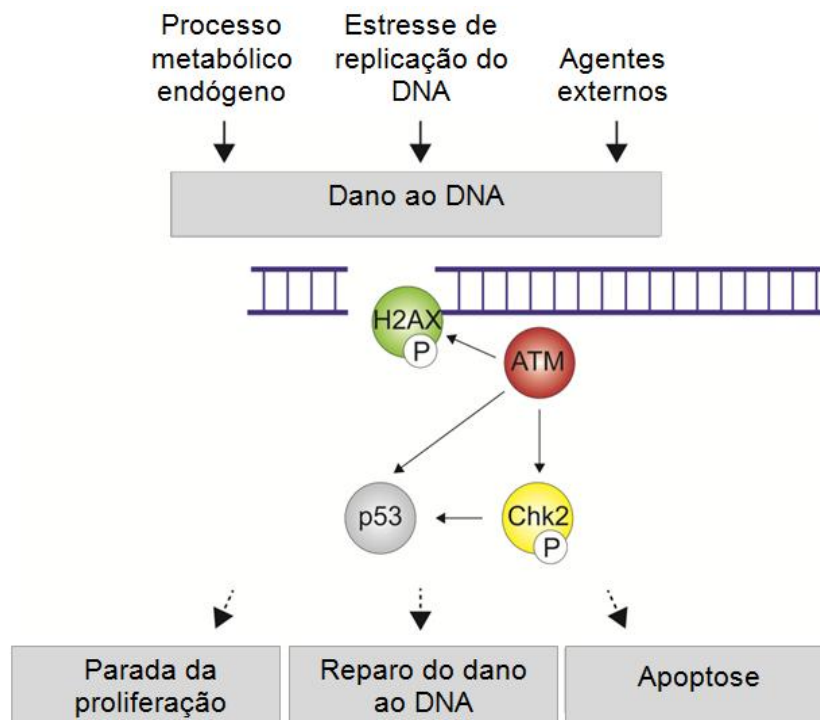 Processo
metabólico
endógeno
Estresse de
replicação do
DNA
Agentes
externos
Dano ao DNA
H2AX
P
ATM
p53
Chk2
P
Parada da
proliferação
Reparo do dano
ao DNA
Apoptose